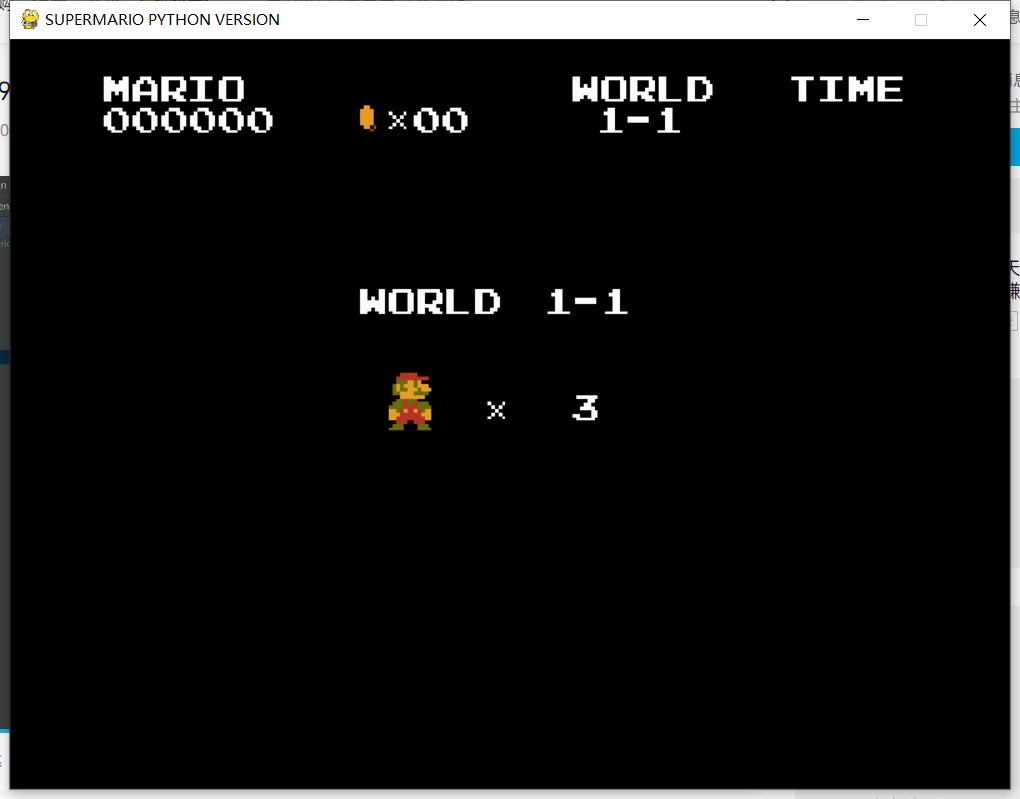 SUPERMARIO PYTHON VERSION
MARIO WORLD TIME
000000 ×00 1-1
WORLD 1-1
× 3